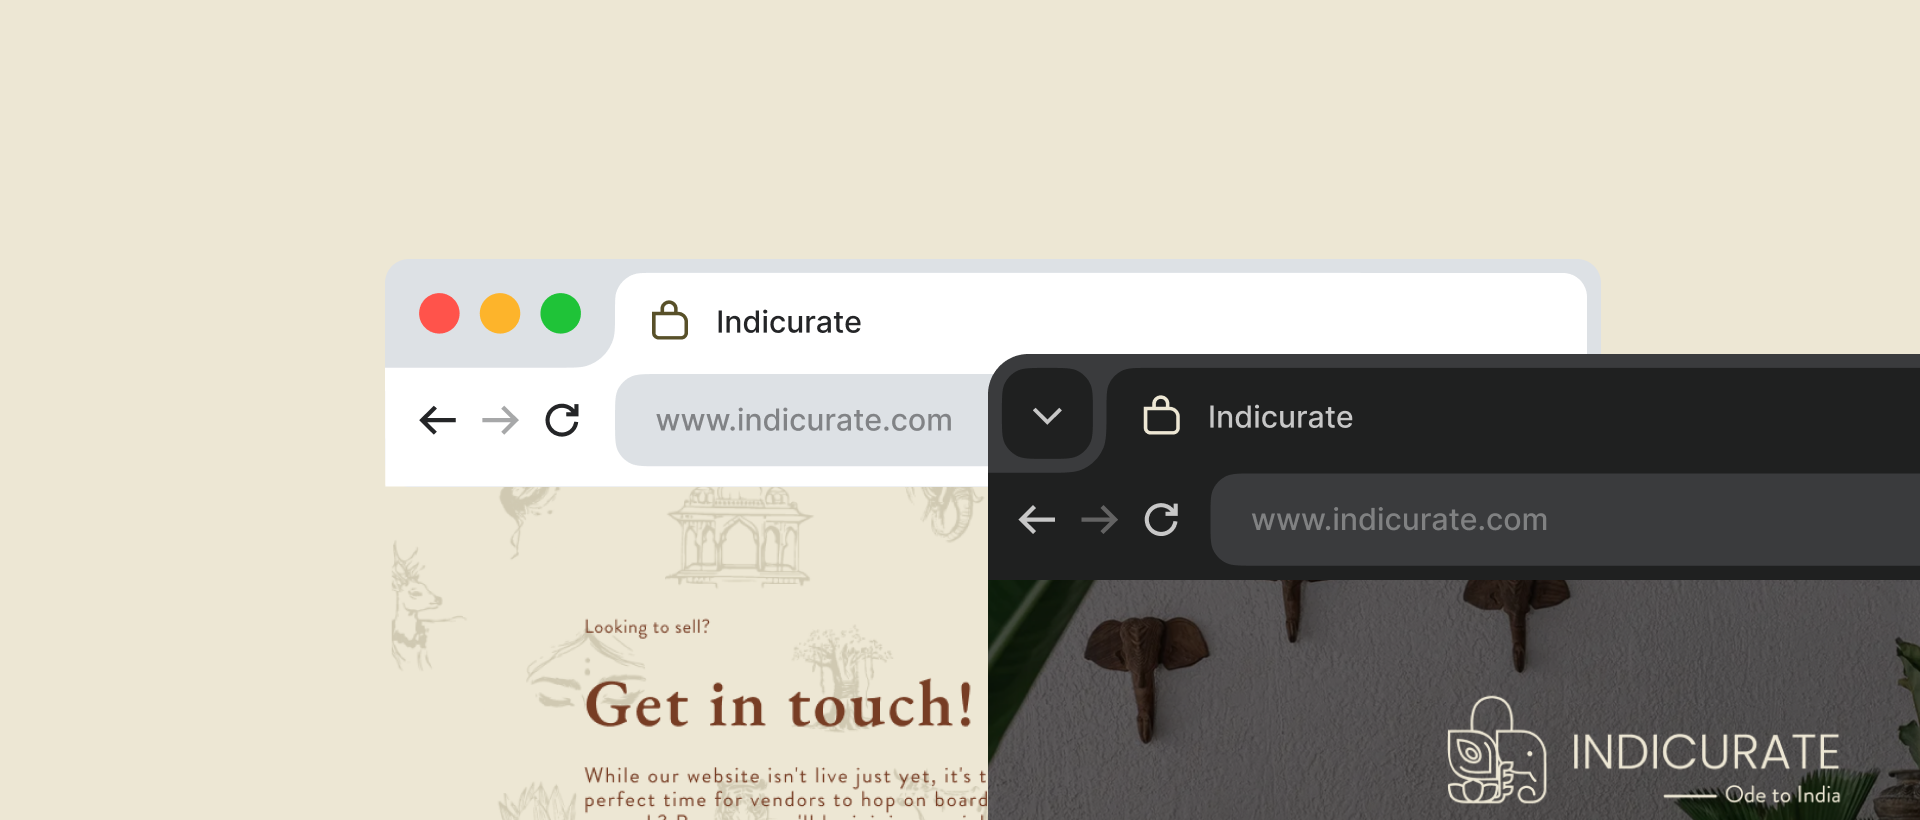 Indicurate
www.indicurate.com
Looking to sell?
Get in touch!
While our website isn't live just yet, it's
perfect time for vendors to hop on board
Indicurate
www.indicurate.com
INDICURATE
Ode to India